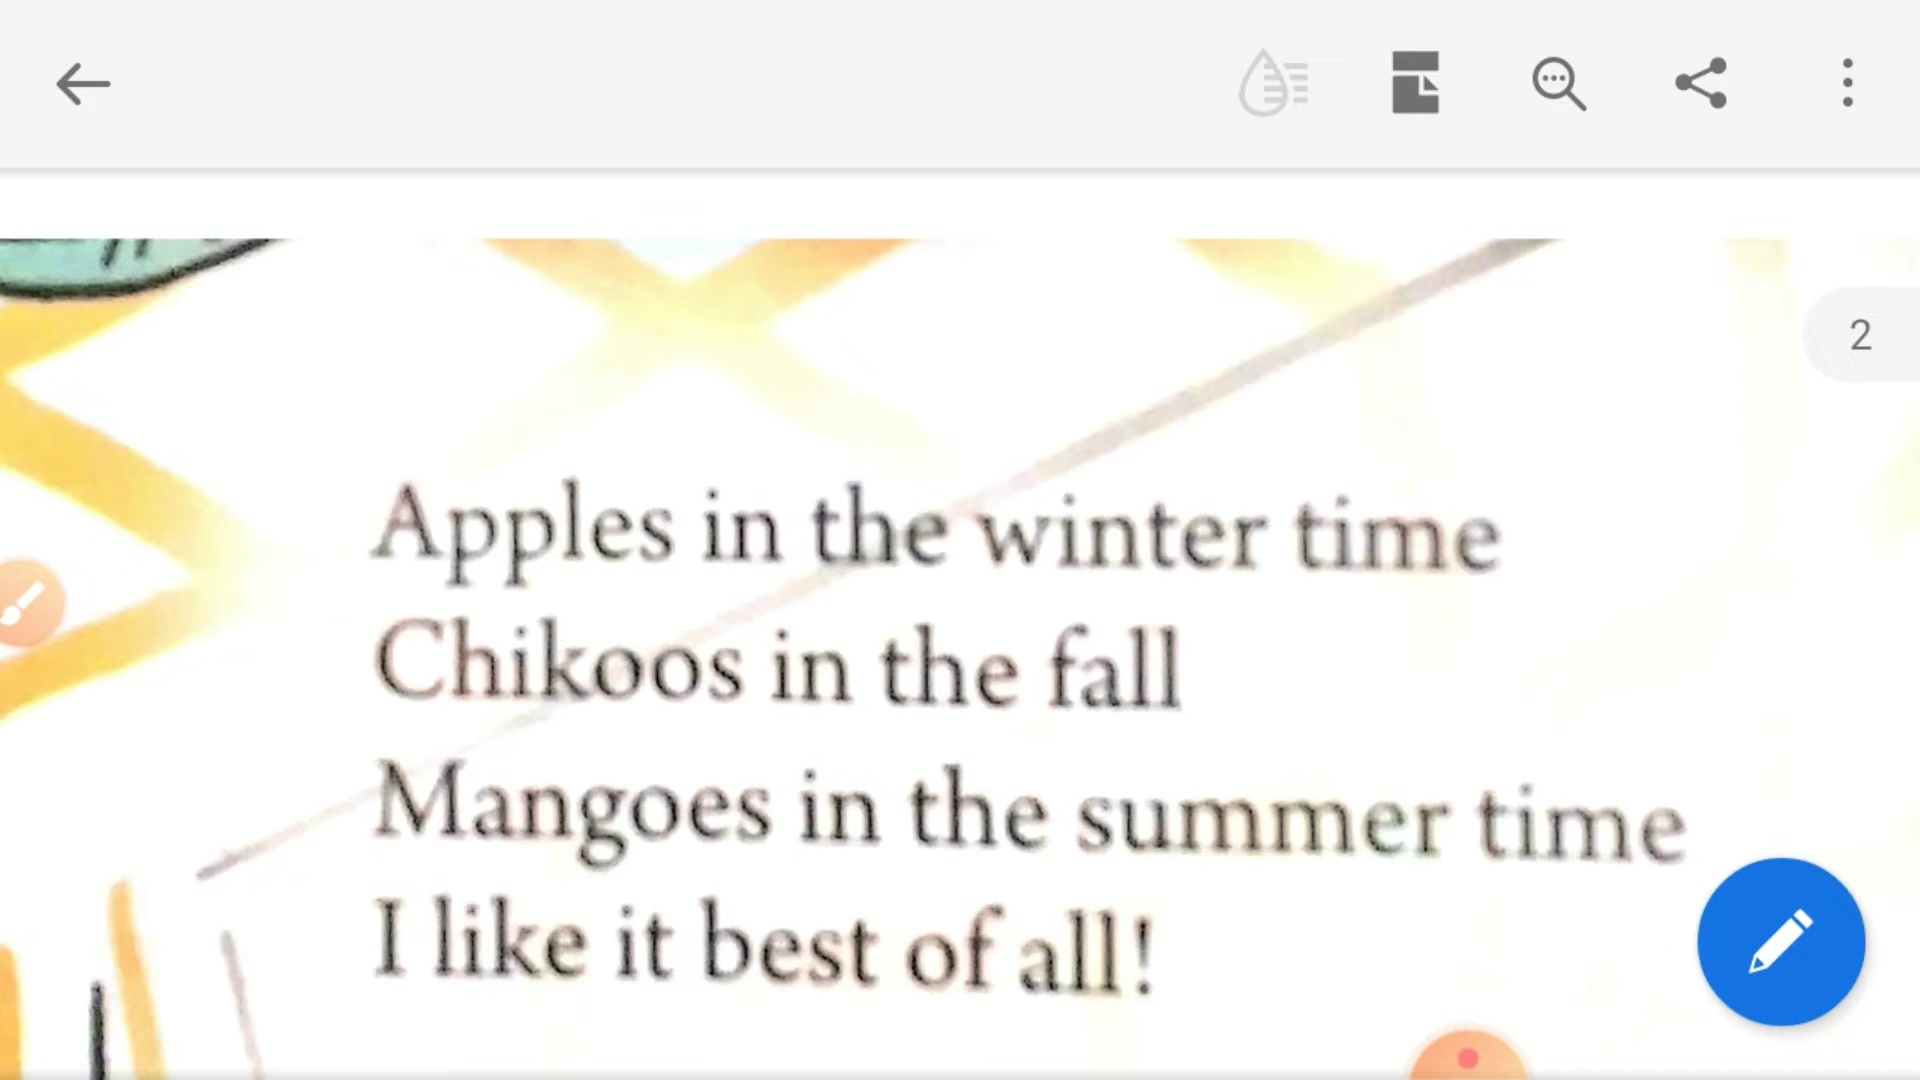 2
Apples in the winter time
Chikoos in the fall
Mangoes in the summer time
I like it best of all!